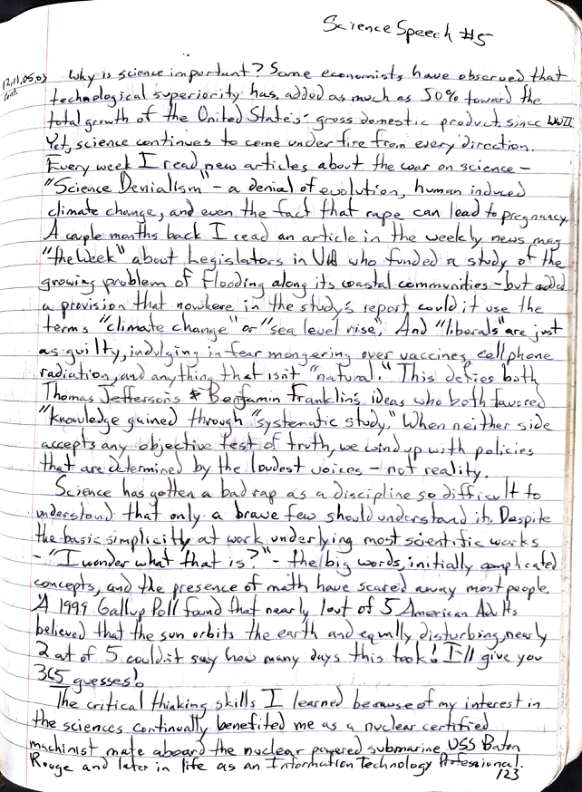 Science Speech #5
12,11,05,03
Why is science important? Some economists have observed that
technological superiority has added as much as 50% toward the
total growth of the United State's gross domestic product since WWII
Yet, science continues to come under fire from every direction.
Every week I read new articles about the war on science –
"Science Denialism" – a denial of evolution, human induced
climate change, and even the fact that rape can lead to pregnancy.
A couple months back I read an article in the weekly news mag
"the Week" about Legislators in VA who funded a study of the
growing problem of flooding along its coastal communities – but added
a provision that nowhere in the study's report could it use the
terms "climate change" or "sea level rise." And "liberals" are just
as guilty, indulging in fear mongering over vaccines, cell phone
radiation, and anything that isn't "natural." This defies both
Thomas Jefferson's & Benjamin Franklin's ideas who both favored
"knowledge gained through "systematic study." When neither side
accepts any objective test of truth, we wind up with policies
that are determined by the loudest voices – not reality.
Science has gotten a bad rap as a discipline so difficult to
understand that only a brave few should understand it. Despite
the basic simplicity at work underlying most scientific works
– "I wonder what that is?" – the big words, initially complicated
concepts, and the presence of math have scared away most people.
A 1999 Gallup Poll found that nearly 1 out of 5 American Adults
believed that the sun orbits the earth and equally disturbing, nearly
2 out of 5 couldn't say how many days this took! I'll give you
365 guesses!
The critical thinking skills I learned because of my interest in
the sciences continually benefited me as a nuclear certified
machinist mate aboard the nuclear powered submarine USS Baton
Rouge and later in life as an Information Technology Professional.
123